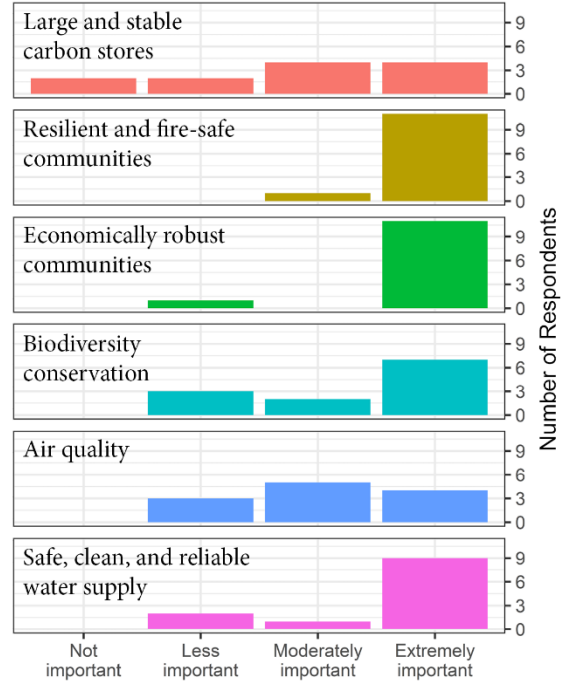 Large and stable
carbon stores
9
6
3
0
Resilient and fire-safe
communities
9
6
3
0
Economically robust
communities
9
6
3
0
Biodiversity
conservation
9
6
3
0
Air quality
9
6
3
0
Safe, clean, and reliable
water supply
9
6
3
0
Number of Respondents
Not
important
Less
important
Moderately
important
Extremely
important